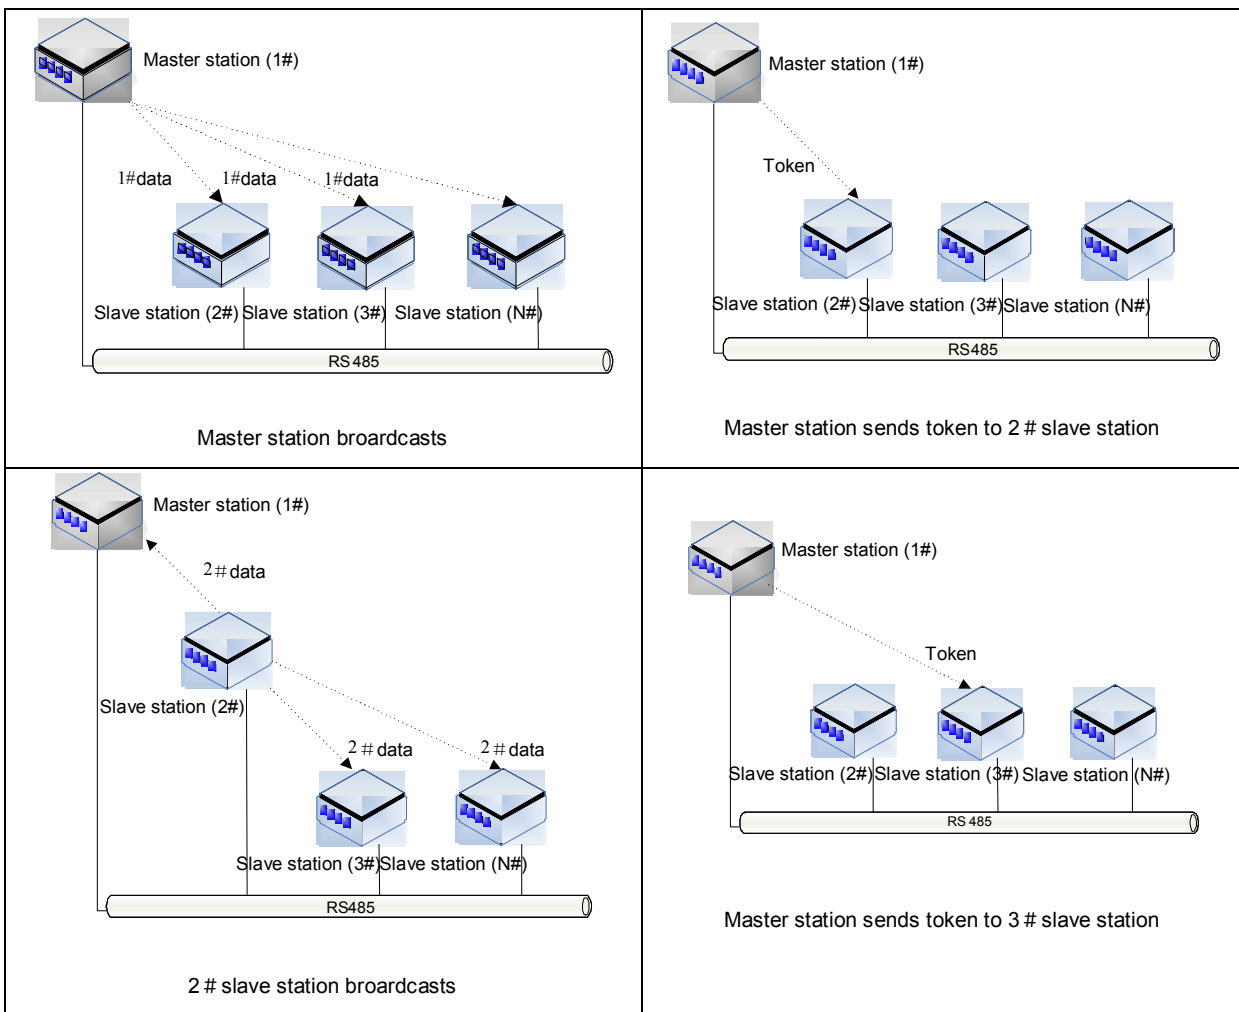 Master station (1#)
1#data
1#data
1#data
Slave station (2#)
Slave station (3#)
Slave station (N#)
RS485
Master station broardcasts
Master station (1#)
Token
Slave station (2#)
Slave station (3#)
Slave station (N#)
RS485
Master station sends token to 2 # slave station
Master station (1#)
2 # data
Slave station (2#)
2 # data
2 # data
Slave station (3#)
Slave station (N#)
RS485
2 # slave station broardcasts
Master station (1#)
Token
Slave station (2#)
Slave station (3#)
Slave station (N#)
RS 485
Master station sends token to 3 # slave station